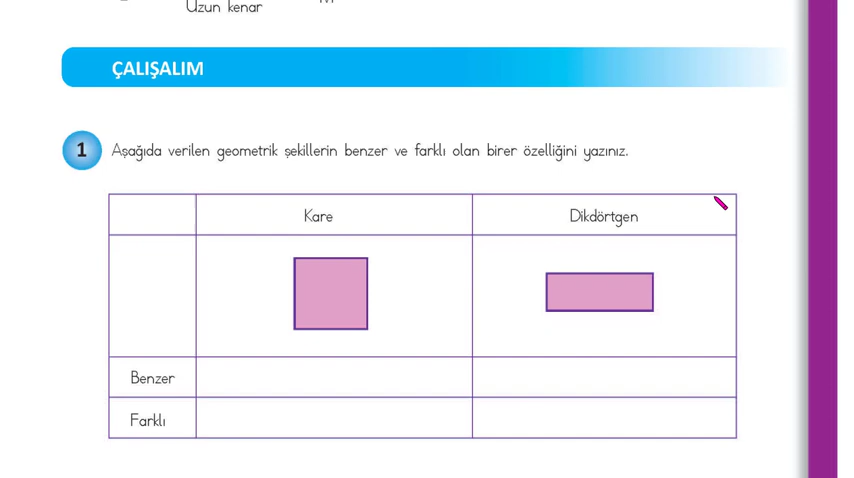 Uzun kenar
ÇALIŞALIM
1 Aşağıda verilen geometrik şekillerin benzer ve farklı olan birer özelliğini yazınız.
Kare Dikdörtgen
Benzer
Farklı